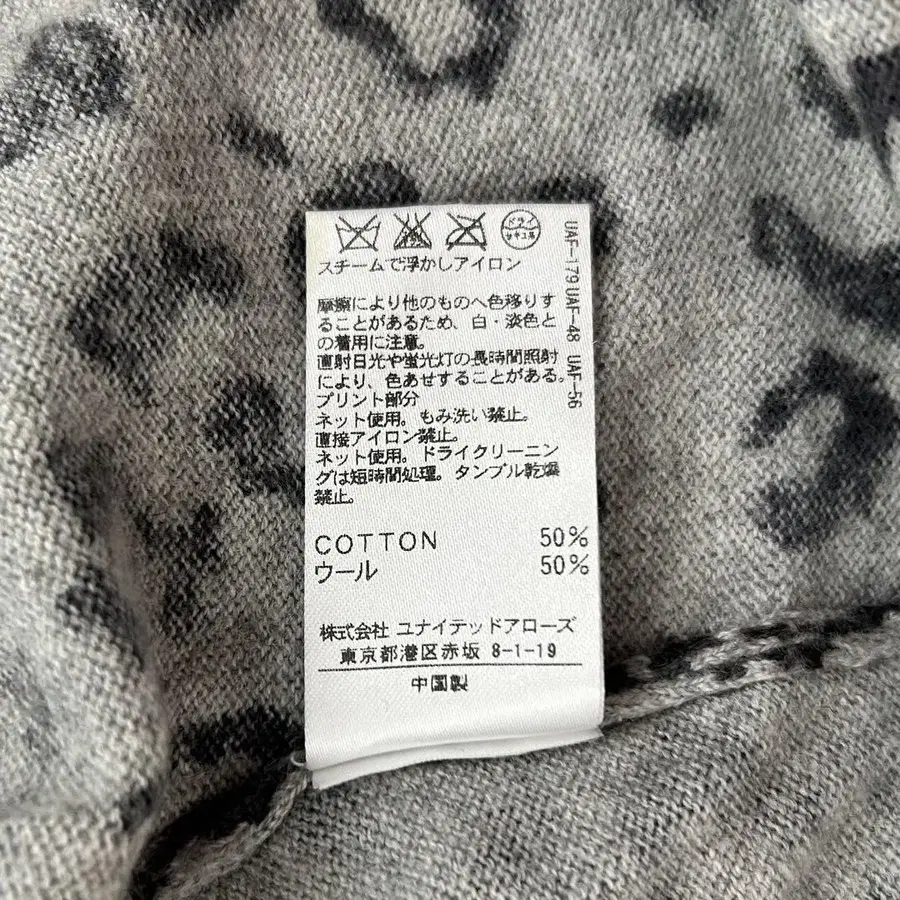 ドライ
セキユ系
スチームで浮かしアイロン
摩擦により他のものへ色移りす
ることがあるため、白・淡色と
の着用に注意。
直射日光や蛍光灯の長時間照射
により、色あせすることがある。
プリント部分
ネット使用。もみ洗い禁止。
直接アイロン禁止。
ネット使用。ドライクリーニン
グは短時間処理。タンブル乾燥
禁止。
COTTON 50%
ウール 50%
株式会社 ユナイテッドアローズ
東京都港区赤坂 8-1-19
中国製
UAF-179 UAF-48 UAF-56